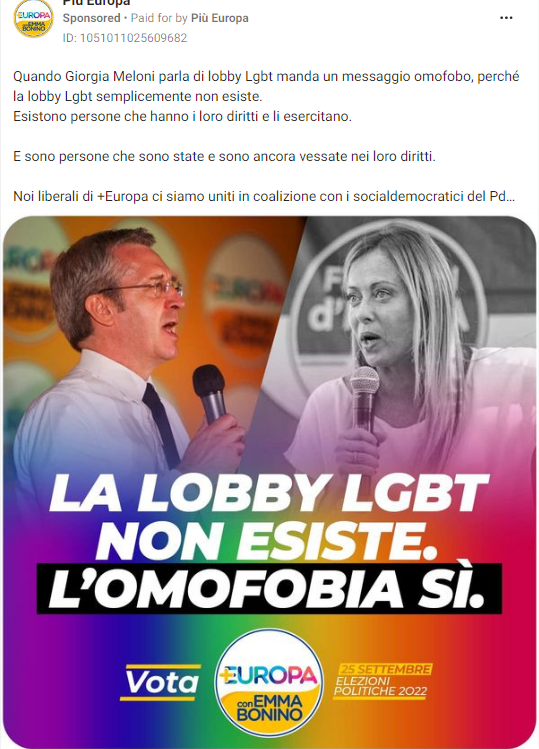 Più Europa
Sponsored • Paid for by Più Europa
ID: 1051011025609682
Quando Giorgia Meloni parla di lobby Lgbt manda un messaggio omofobo, perché
la lobby Lgbt semplicemente non esiste.
Esistono persone che hanno i loro diritti e li esercitano.
E sono persone che sono state e sono ancora vessate nei loro diritti.
Noi liberali di +Europa ci siamo uniti in coalizione con i socialdemocratici del Pd...
LA LOBBY LGBT
NON ESISTE.
L'OMOFOBIA SÌ.
Vota
+EUROPA
con EMMA
BONINO
25 SETTEMBRE
ELEZIONI
POLITICHE 2022